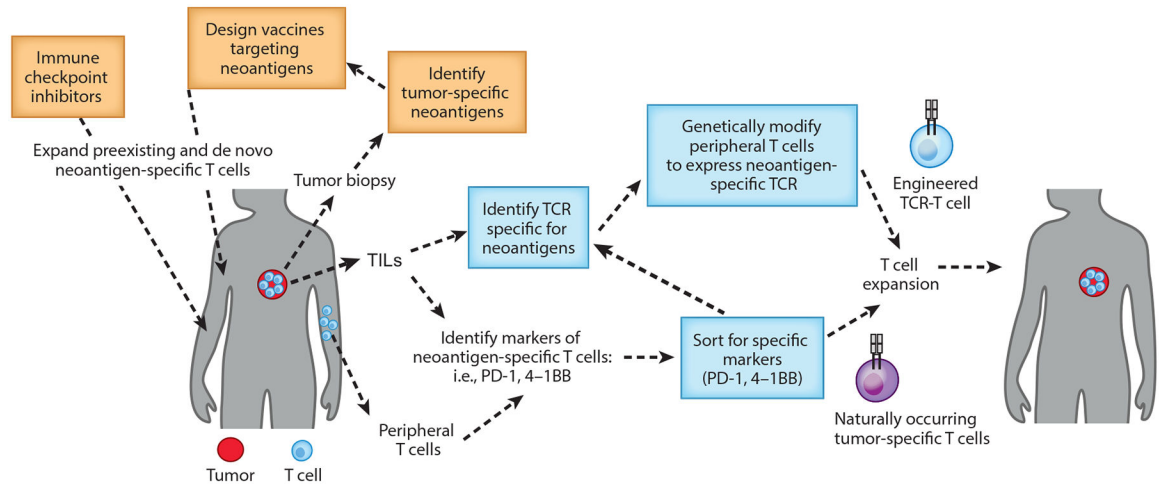 Immune
checkpoint
inhibitors
Design vaccines
targeting
neoantigens
Identify
tumor-specific
neoantigens
Expand preexisting and de novo
neoantigen-specific T cells
Tumor biopsy
TILs
Identify TCR
specific for
neoantigens
Genetically modify
peripheral T cells
to express neoantigen-
specific TCR
Engineered
TCR-T cell
T cell
expansion
Identify markers of
neoantigen-specific T cells:
i.e., PD-1, 4–1BB
Sort for specific
markers
(PD-1, 4–1BB)
Naturally occurring
tumor-specific T cells
Peripheral
T cells
Tumor
T cell